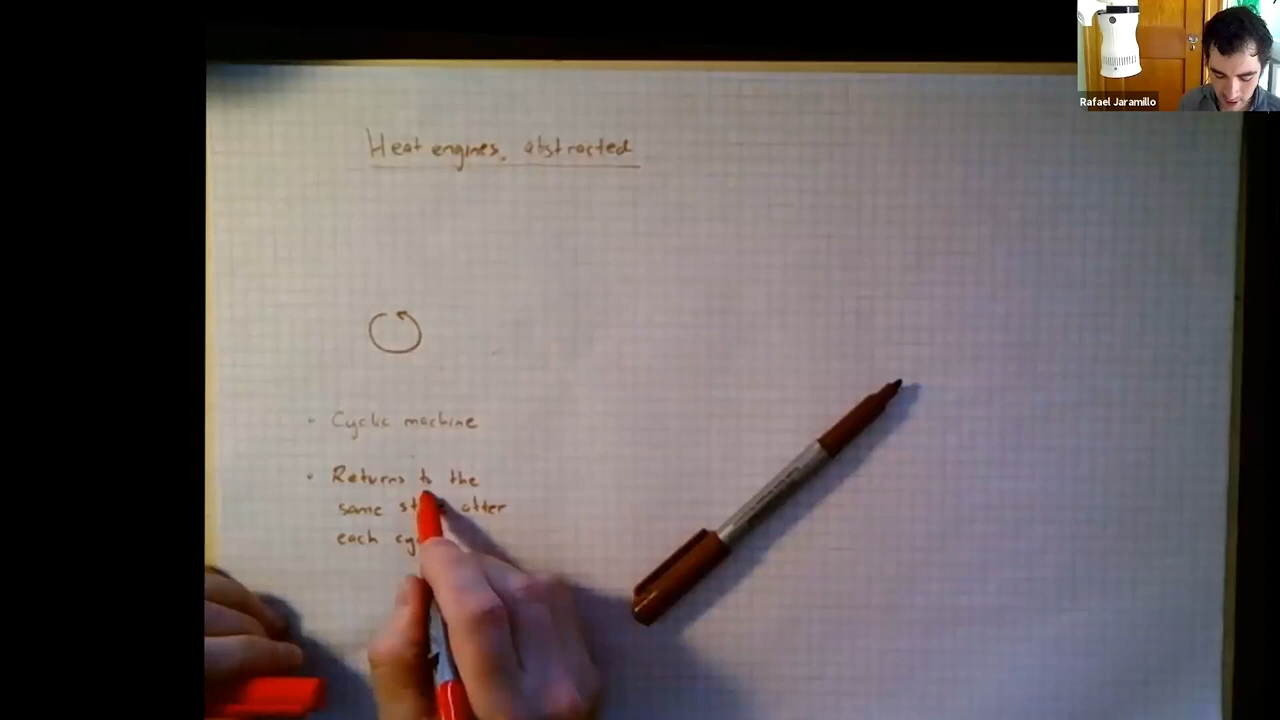 Rafael Jaramillo
Heat engines, abstracted
• Cyclic machine
• Returns to the
same after
each